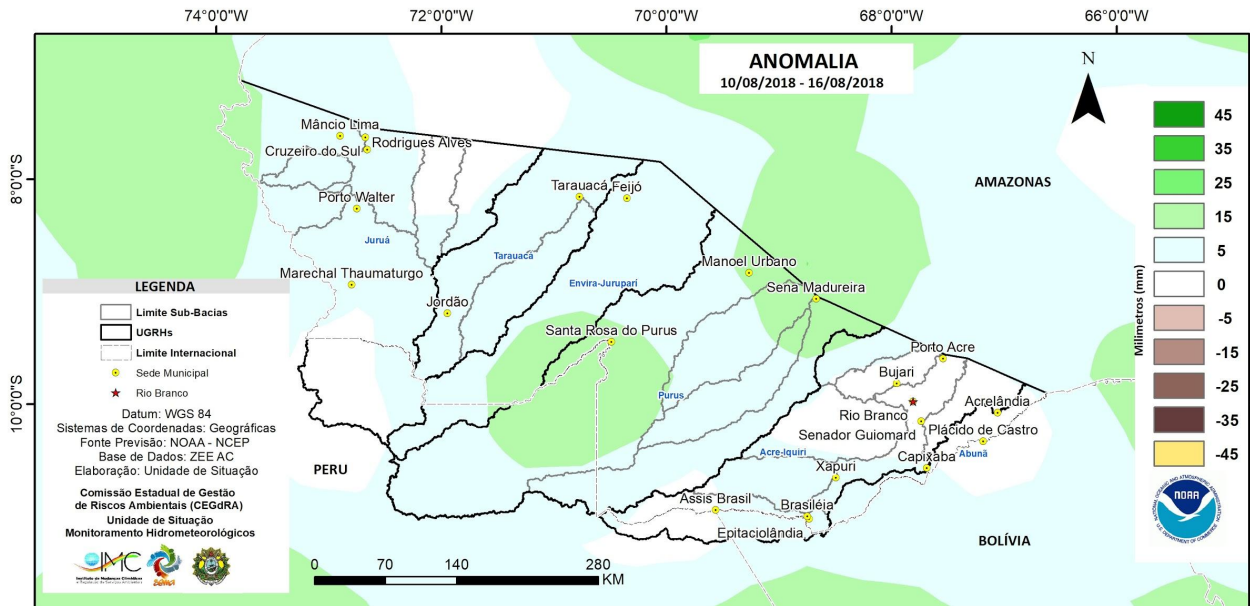 74°0'0"W
72°0'0"W
70°0'0"W
68°0'0"W
66°0'0"W
8°0'0"S
10°0'0"S
ANOMALIA
10/08/2018 - 16/08/2018
N
Mâncio Lima
Rodrigues Alves
Cruzeiro do Sul
Porto Walter
Juruá
Marechal Thaumaturgo
Tarauacá
Feijó
Tarauacá
Envira-Jurupari
Jordão
Santa Rosa do Purus
Manoel Urbano
Sena Madureira
Purus
Porto Acre
Bujari
Rio Branco
Acrelândia
Senador Guiomard
Plácido de Castro
Capixaba
Abunã
Acre-Iquiri
Xapuri
Assis Brasil
Brasiléia
Epitaciolândia
AMAZONAS
PERU
BOLÍVIA
LEGENDA
Limite Sub-Bacias
UGRHs
Limite Internacional
Sede Municipal
Rio Branco
Datum: WGS 84
Sistemas de Coordenadas: Geográficas
Fonte Previsão: NOAA - NCEP
Base de Dados: ZEE AC
Elaboração: Unidade de Situação
Comissão Estadual de Gestão
de Riscos Ambientais (CEGdRA)
Unidade de Situação
Monitoramento Hidrometeorológicos
IMC
0
70
140
280
KM
Milimetros (mm)
45
35
25
15
5
0
-5
-15
-25
-35
-45
NOAA